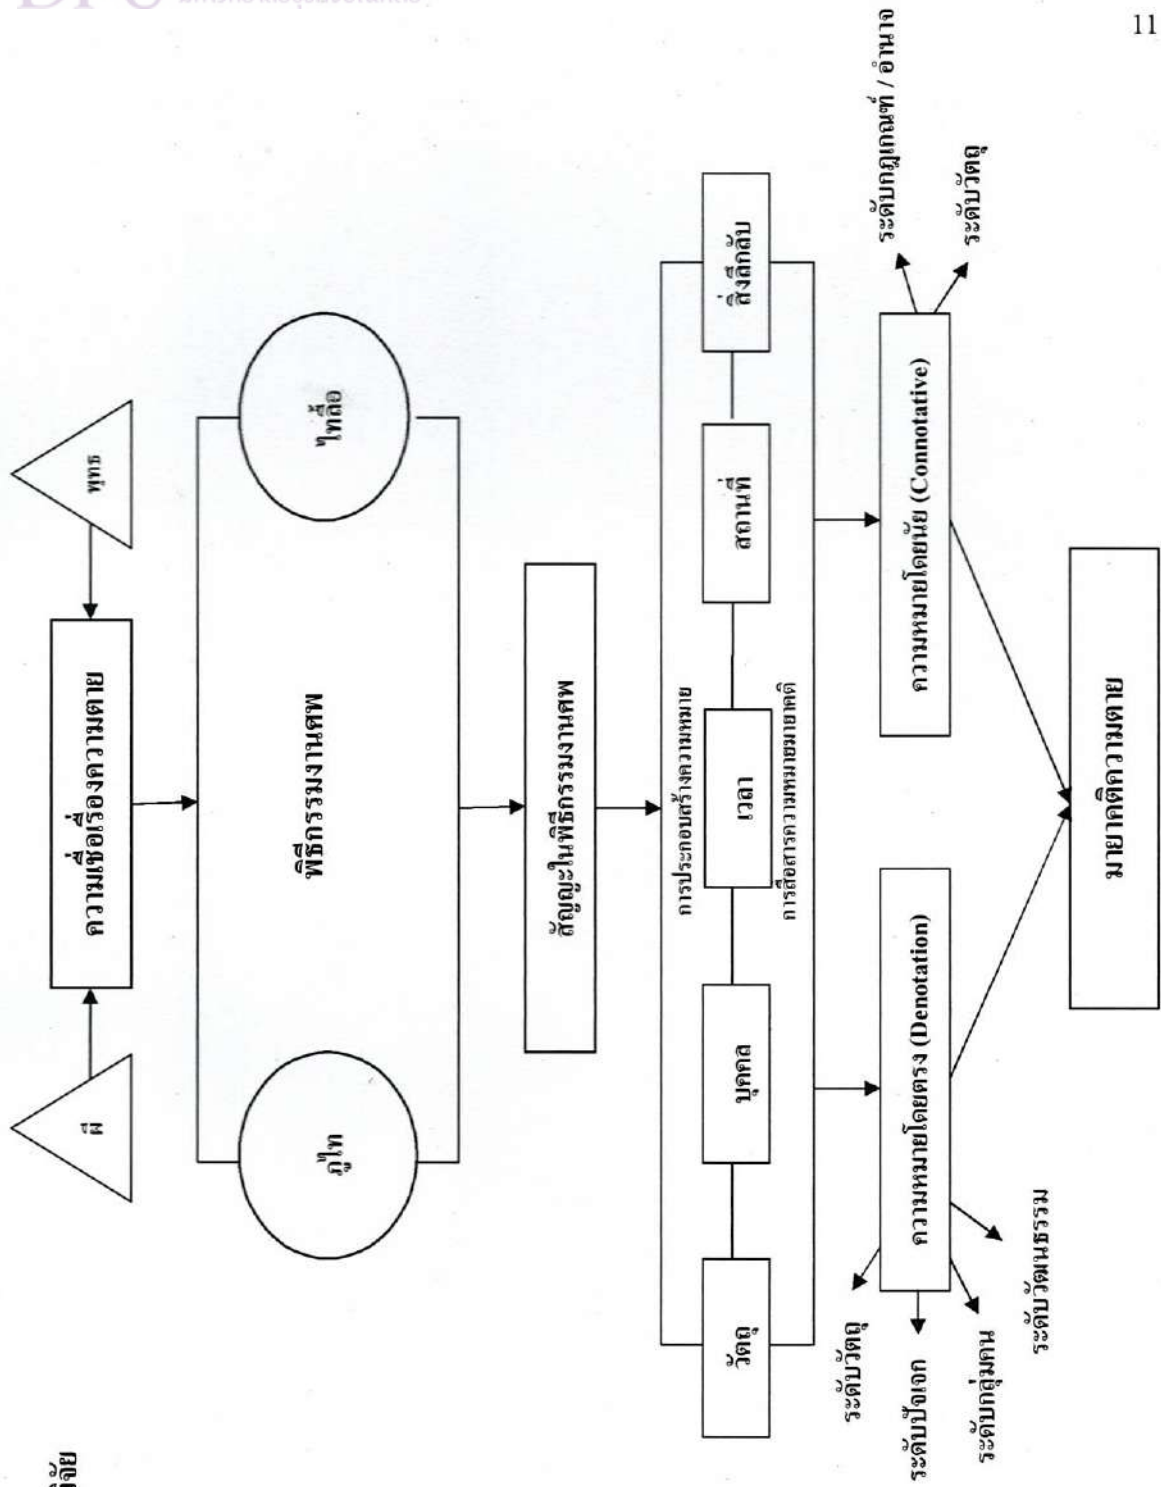 11
ผี
พุทธ
ความเชื่อเรื่องความตาย
ภูไท
พิธีกรรมงานศพ
ไทลื้อ
สัญญะในพิธีกรรมงานศพ
การประกอบสร้างความหมาย
วัตถุ
บุคคล
เวลา
สถานที่
สิ่งลึกลับ
การสื่อสารความหมายมายาคติ
ความหมายโดยตรง (Denotation)
ความหมายโดยนัย (Connotative)
ระดับวัตถุ
ระดับปัจเจก
ระดับกลุ่มคน
ระดับวัฒนธรรม
ระดับกฎเกณฑ์ / อำนาจ
ระดับวัตถุ
มายาคติความตาย